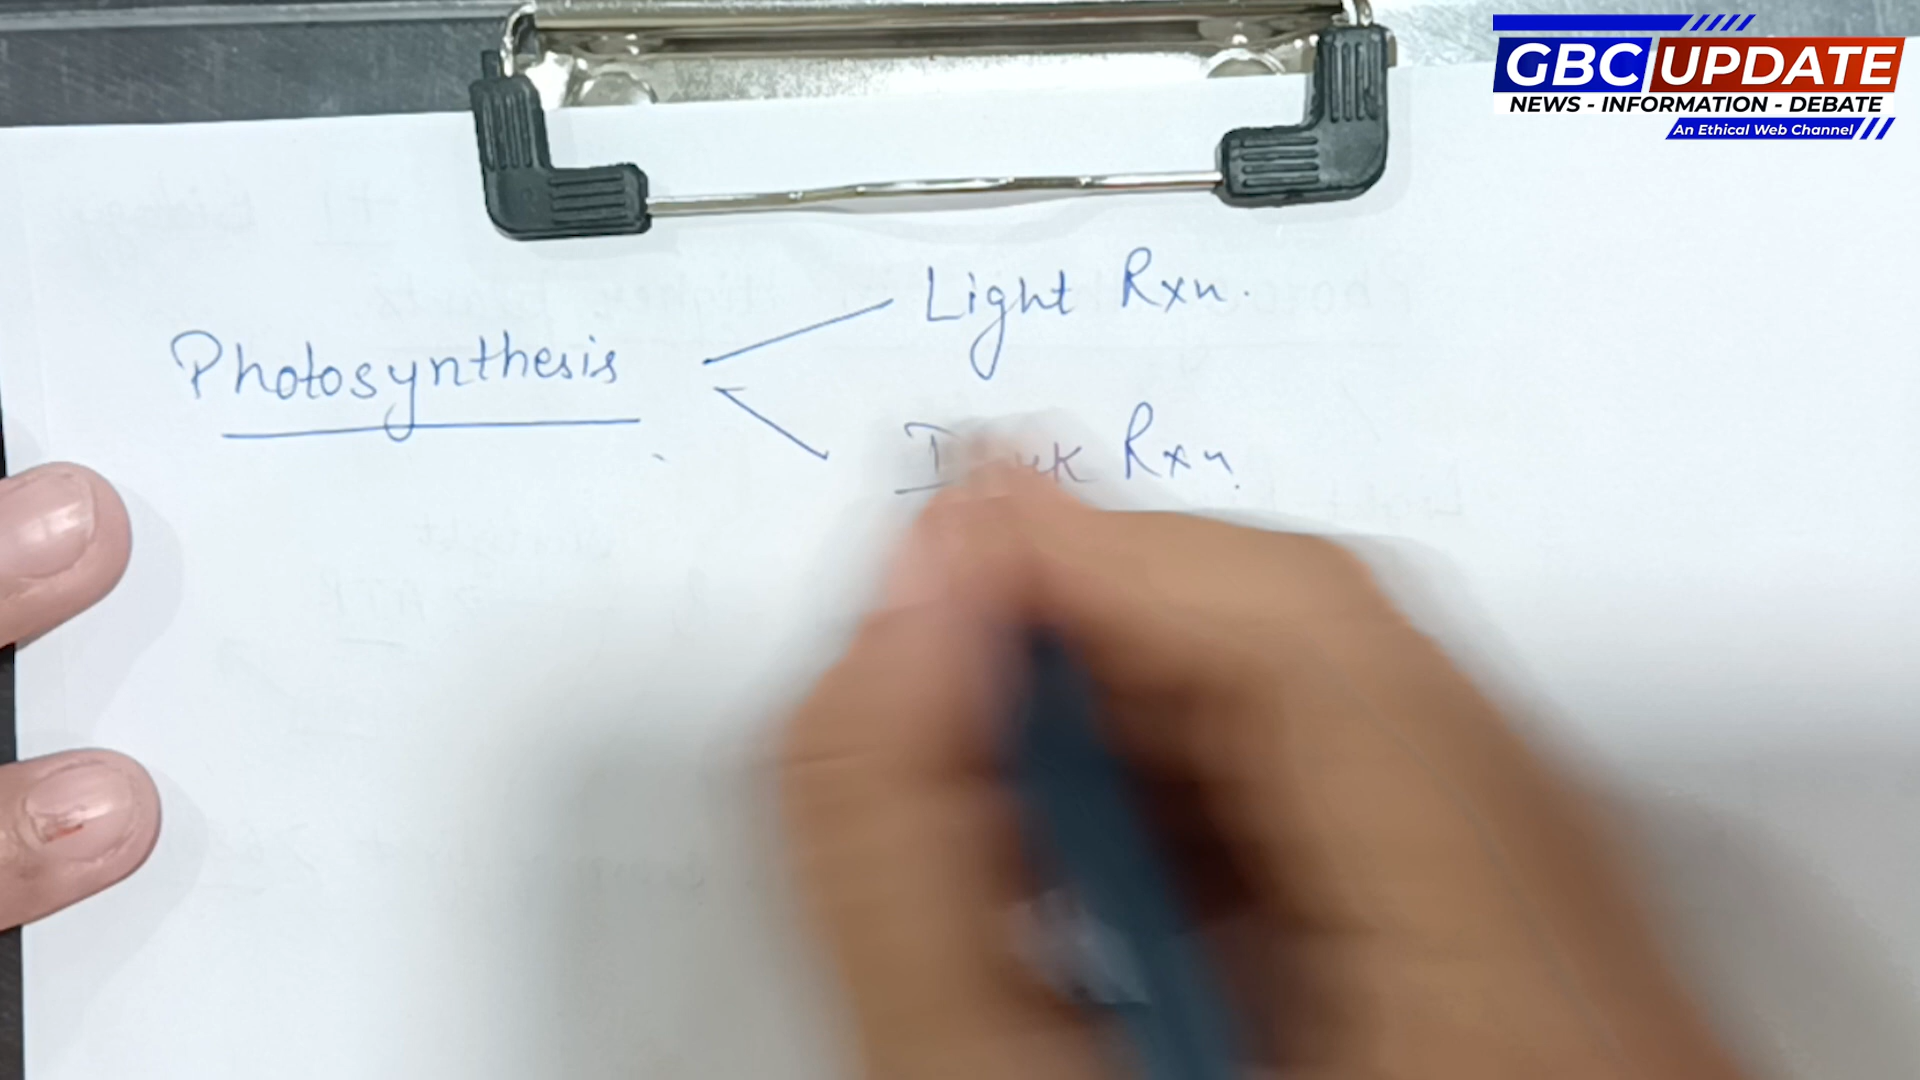 GBC UPDATE
NEWS - INFORMATION - DEBATE
An Ethical Web Channel
Light Rxn.
Photosynthesis
Rxn.